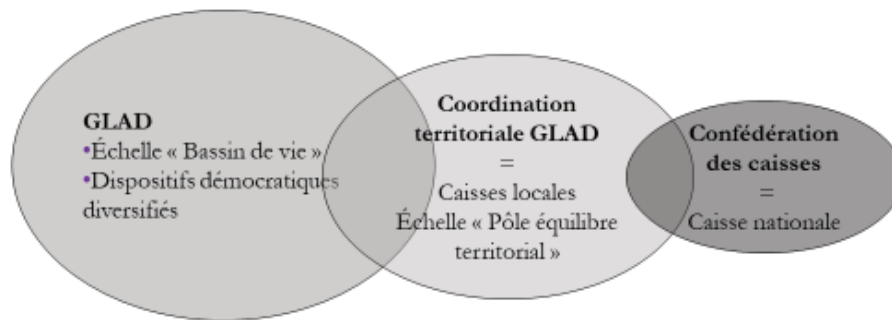 GLAD
•Échelle « Bassin de vie »
•Dispositifs démocratiques
diversifiés
Coordination
territoriale GLAD
=
Caisses locales
Échelle « Pôle équilibre
territorial »
Confédération
des caisses
=
Caisse nationale